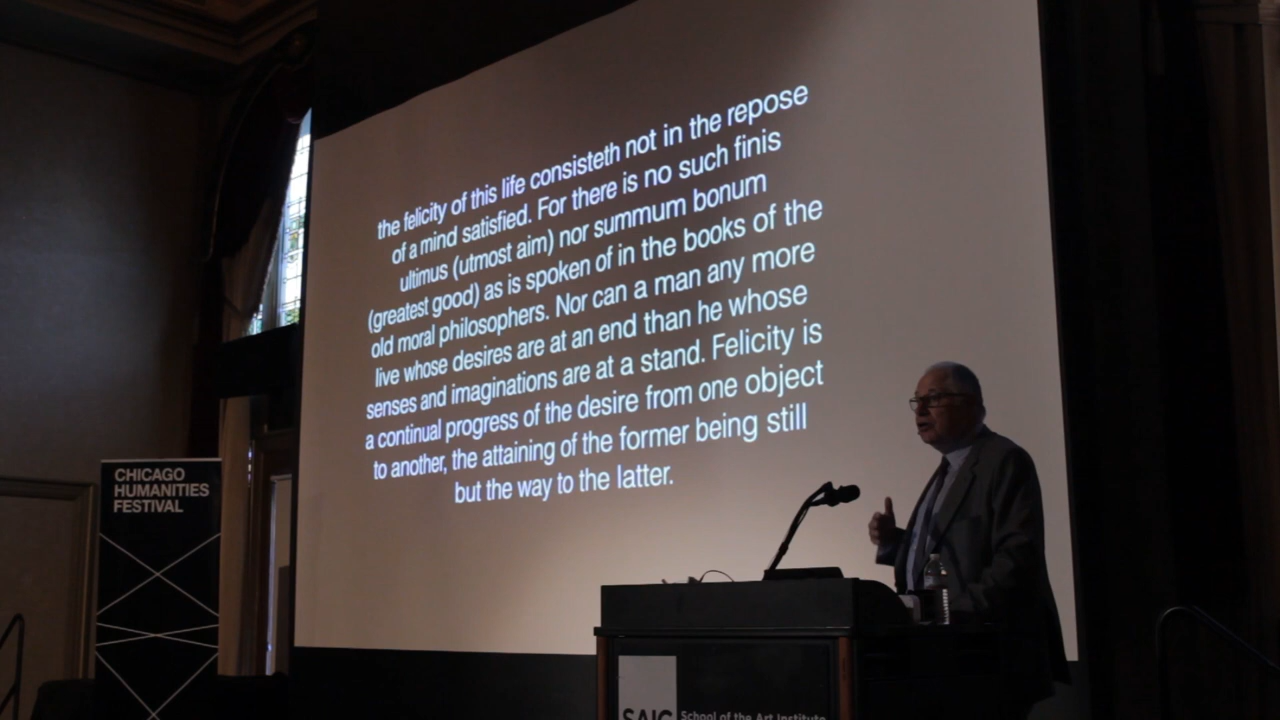 the felicity of this life consisteth not in the repose
of a mind satisfied. For there is no such finis
ultimus (utmost aim) nor summum bonum
(greatest good) as is spoken of in the books of the
old moral philosophers. Nor can a man any more
live whose desires are at an end than he whose
senses and imaginations are at a stand. Felicity is
a continual progress of the desire from one object
to another, the attaining of the former being still
but the way to the latter.
CHICAGO
HUMANITIES
FESTIVAL
SAIC
School of the Art Institute